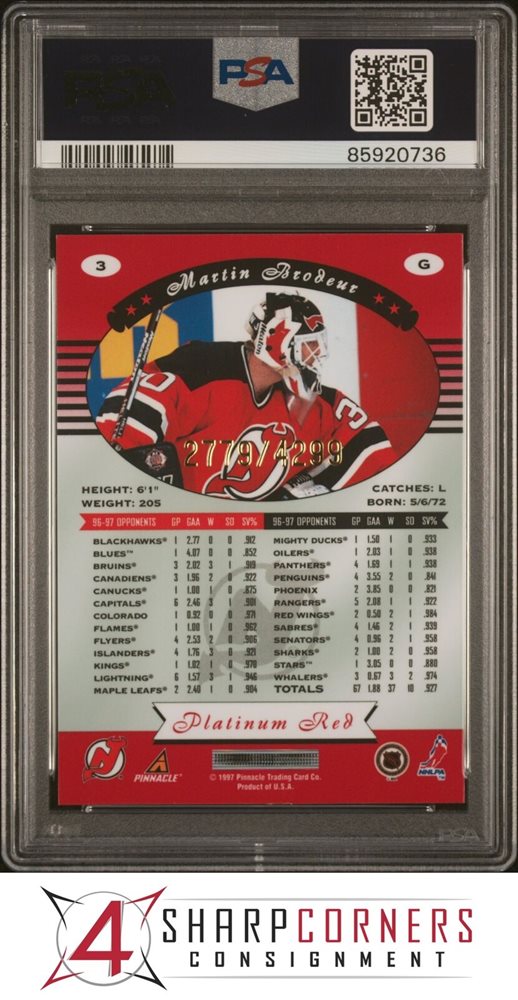 PSA
85920736
3
Martin Brodeur
G
2779/4299
HEIGHT: 6'1"
WEIGHT: 205
CATCHES: L
BORN: 5/6/72
96-97 OPPONENTS GP GAA W SO SV%
BLACKHAWKS® 1 2.77 0 0 .912
BLUES™ 1 4.07 0 0 .852
BRUINS® 3 2.02 3 1 .919
CANADIENS® 3 1.96 2 1 .922
CANUCKS® 1 1.00 1 0 .875
CAPITALS® 6 2.46 3 1 .901
COLORADO 1 0.92 0 0 .971
FLAMES® 1 1.00 1 0 .962
FLYERS® 4 2.53 2 0 .906
ISLANDERS® 4 1.76 3 0 .921
KINGS® 1 1.02 1 0 .970
LIGHTNING® 6 1.57 1 .946
MAPLE LEAFS® 2 2.40 1 0 .904
96-97 OPPONENTS GP GAA W SO SV%
MIGHTY DUCKS® 1 1.50 1 0 .933
OILERS® 1 2.03 1 0 .938
PANTHERS® 4 1.69 1 1 .938
PENGUINS® 4 3.55 2 0 .841
PHOENIX 2 3.85 0 0 .821
RANGERS® 5 2.08 1 .922
RED WINGS® 2 0.50 2 1 .984
SABRES® 4 1.46 2 1 .939
SENATORS® 4 0.96 2 1 .958
SHARKS® 2 1.00 2 0 .958
STARS™ 1 3.05 0 0 .880
WHALERS® 3 0.67 3 2 .974
TOTALS 67 1.88 37 10 .927
Platinum Red
PINNACLE
© 1997 Pinnacle Trading Card Co.
Product of U.S.A.
NHLPA
PSA
4
SHARPCORNERS
CONSIGNMENT